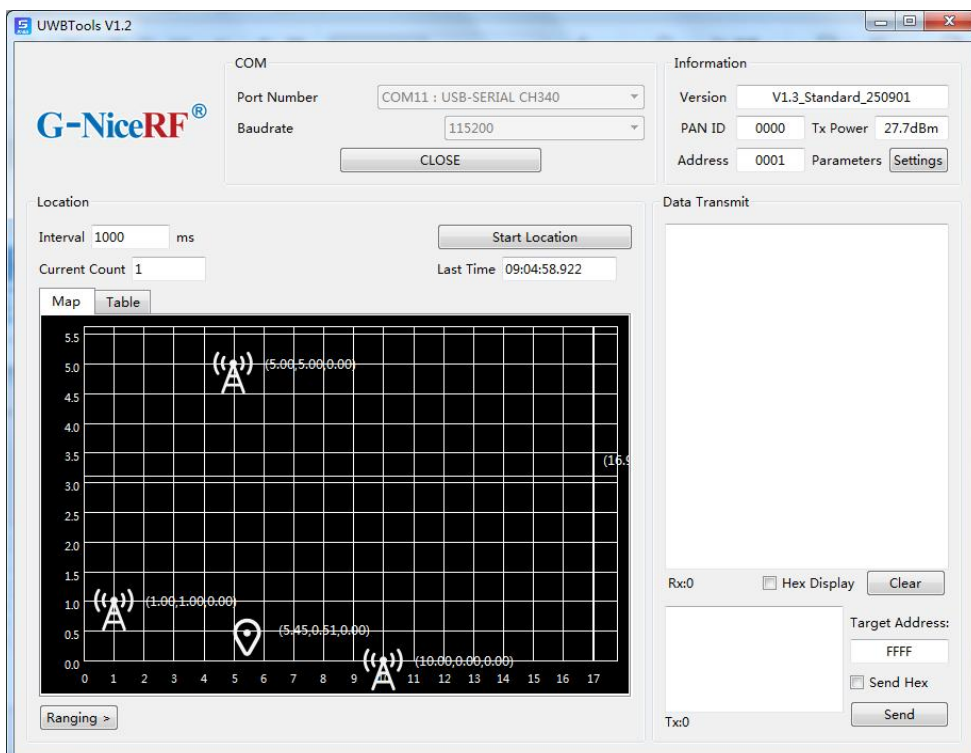 UWBTools V1.2
G-NiceRF®
COM
Port Number
COM11 : USB-SERIAL CH340
Baudrate
115200
CLOSE
Information
Version
V1.3_Standard_250901
PAN ID
0000
Tx Power
27.7dBm
Address
0001
Parameters
Settings
Location
Interval
1000
ms
Start Location
Current Count
1
Last Time
09:04:58.922
Map
Table
5.5
5.0
4.5
4.0
3.5
3.0
2.5
2.0
1.5
1.0
0.5
0.0
(5.00,5.00,0.00)
(16.9
(1.00,1.00,0.00)
(5.45,0.51,0.00)
(10.00,0.00,0.00)
0 1 2 3 4 5 6 7 8 9 10 11 12 13 14 15 16 17
Ranging >
Data Transmit
Rx:0
Hex Display
Clear
Target Address:
FFFF
Send Hex
Send
Tx:0